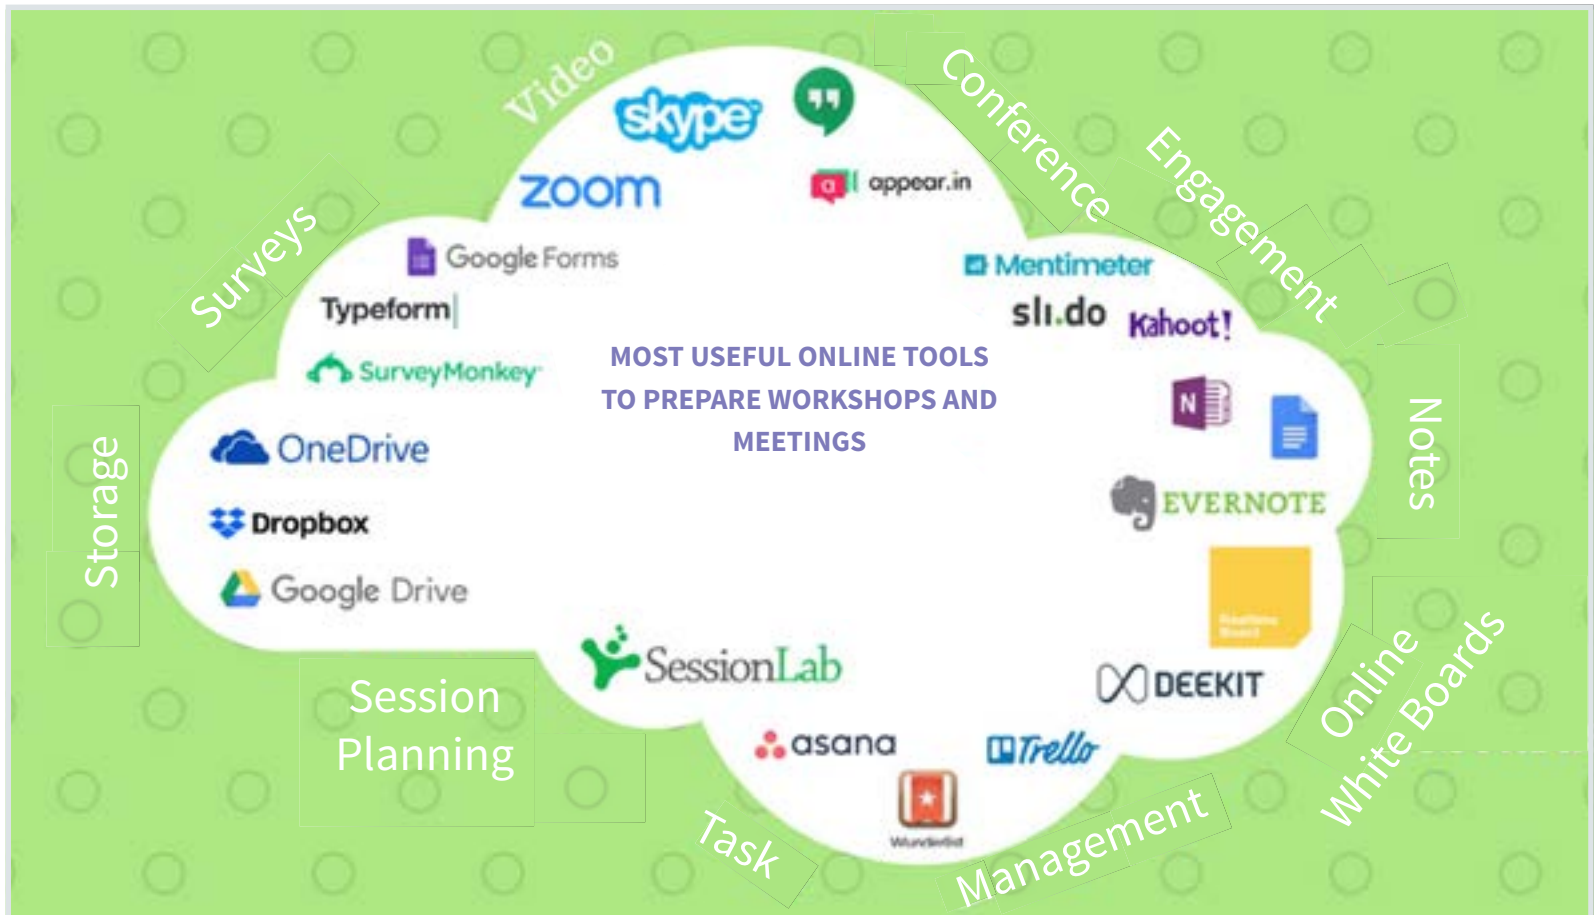 Video
Conference
skype
zoom
a
appear.in
Engagement
Surveys
Google Forms
Typeform
SurveyMonkey
Mentimeter
sli.do
Kahoot!
MOST USEFUL ONLINE TOOLS
TO PREPARE WORKSHOPS AND
MEETINGS
Storage
OneDrive
Dropbox
Google Drive
N
EVERNOTE
Notes
Realtime
Board
DEEKIT
Online
White Boards
SessionLab
Session
Planning
asana
Trello
Wunderlist
Task
Management